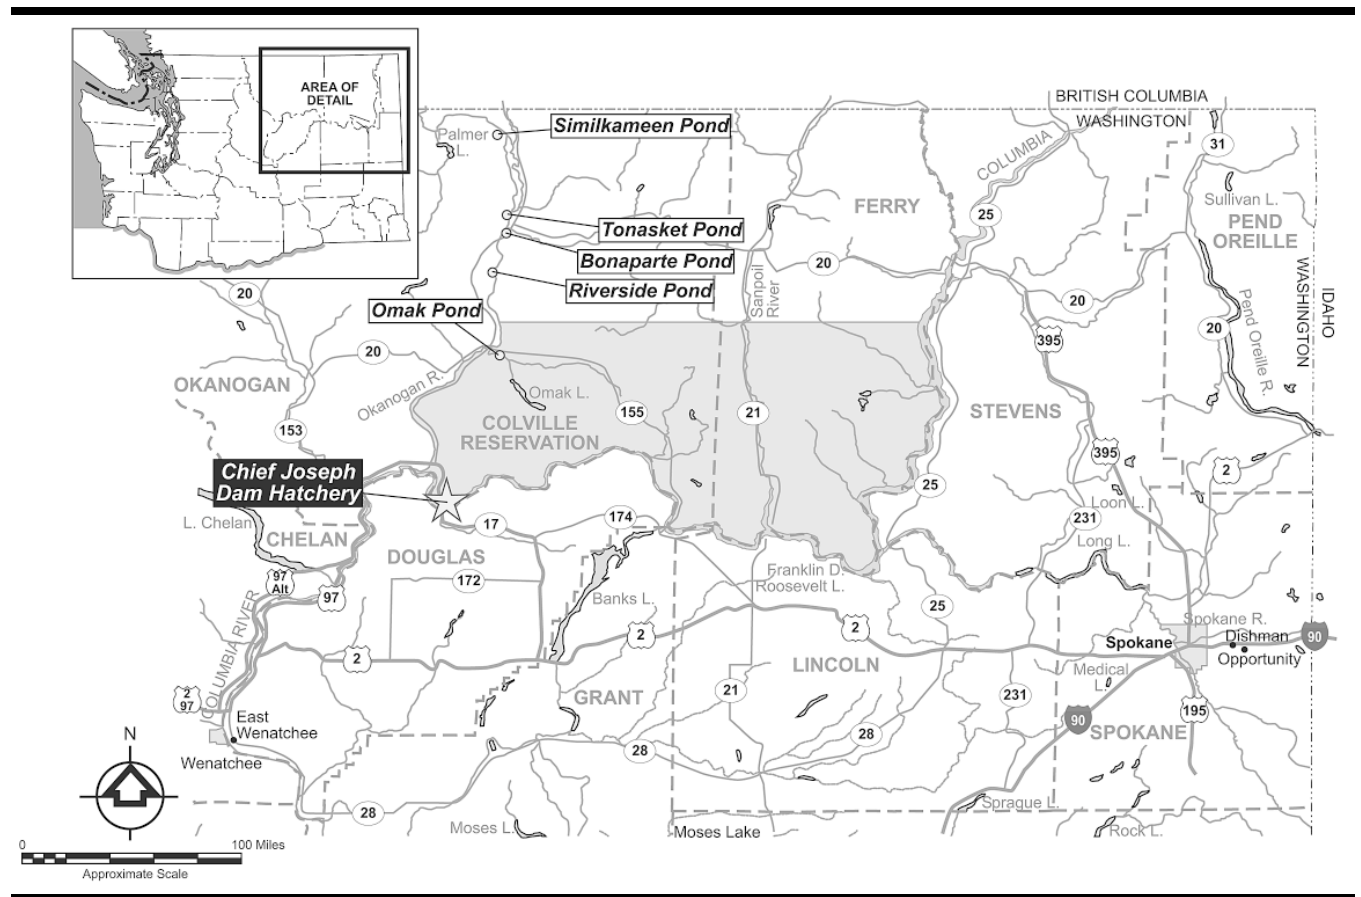 AREA OF
DETAIL
BRITISH COLUMBIA
WASHINGTON
Palmer
L.
Similkameen Pond
COLUMBIA
31
Sullivan L.
PEND
OREILLE
FERRY
25
Tonasket Pond
Bonaparte Pond
20
Riverside Pond
Sanpoil
River
WASHINGTON
IDAHO
20
20
Omak Pond
Pend Oreille R.
20
395
20
OKANOGAN
Okanogan R.
Omak L.
155
21
STEVENS
COLVILLE
RESERVATION
153
395
Chief Joseph
Dam Hatchery
2
25
L. Chelan
Loon L.
17
174
231
CHELAN
DOUGLAS
Long L.
97
Alt
172
Franklin D.
Roosevelt L.
97
Banks L.
25
COLUMBIA RIVER
Spokane R.
2
2
Spokane
Dishman
90
Opportunity
2
LINCOLN
Medical
L.
2
97
GRANT
21
231
195
90
East
Wenatchee
SPOKANE
28
28
N
Wenatchee
Sprague L.
28
Moses L.
Moses Lake
Rock L.
0
100 Miles
Approximate Scale